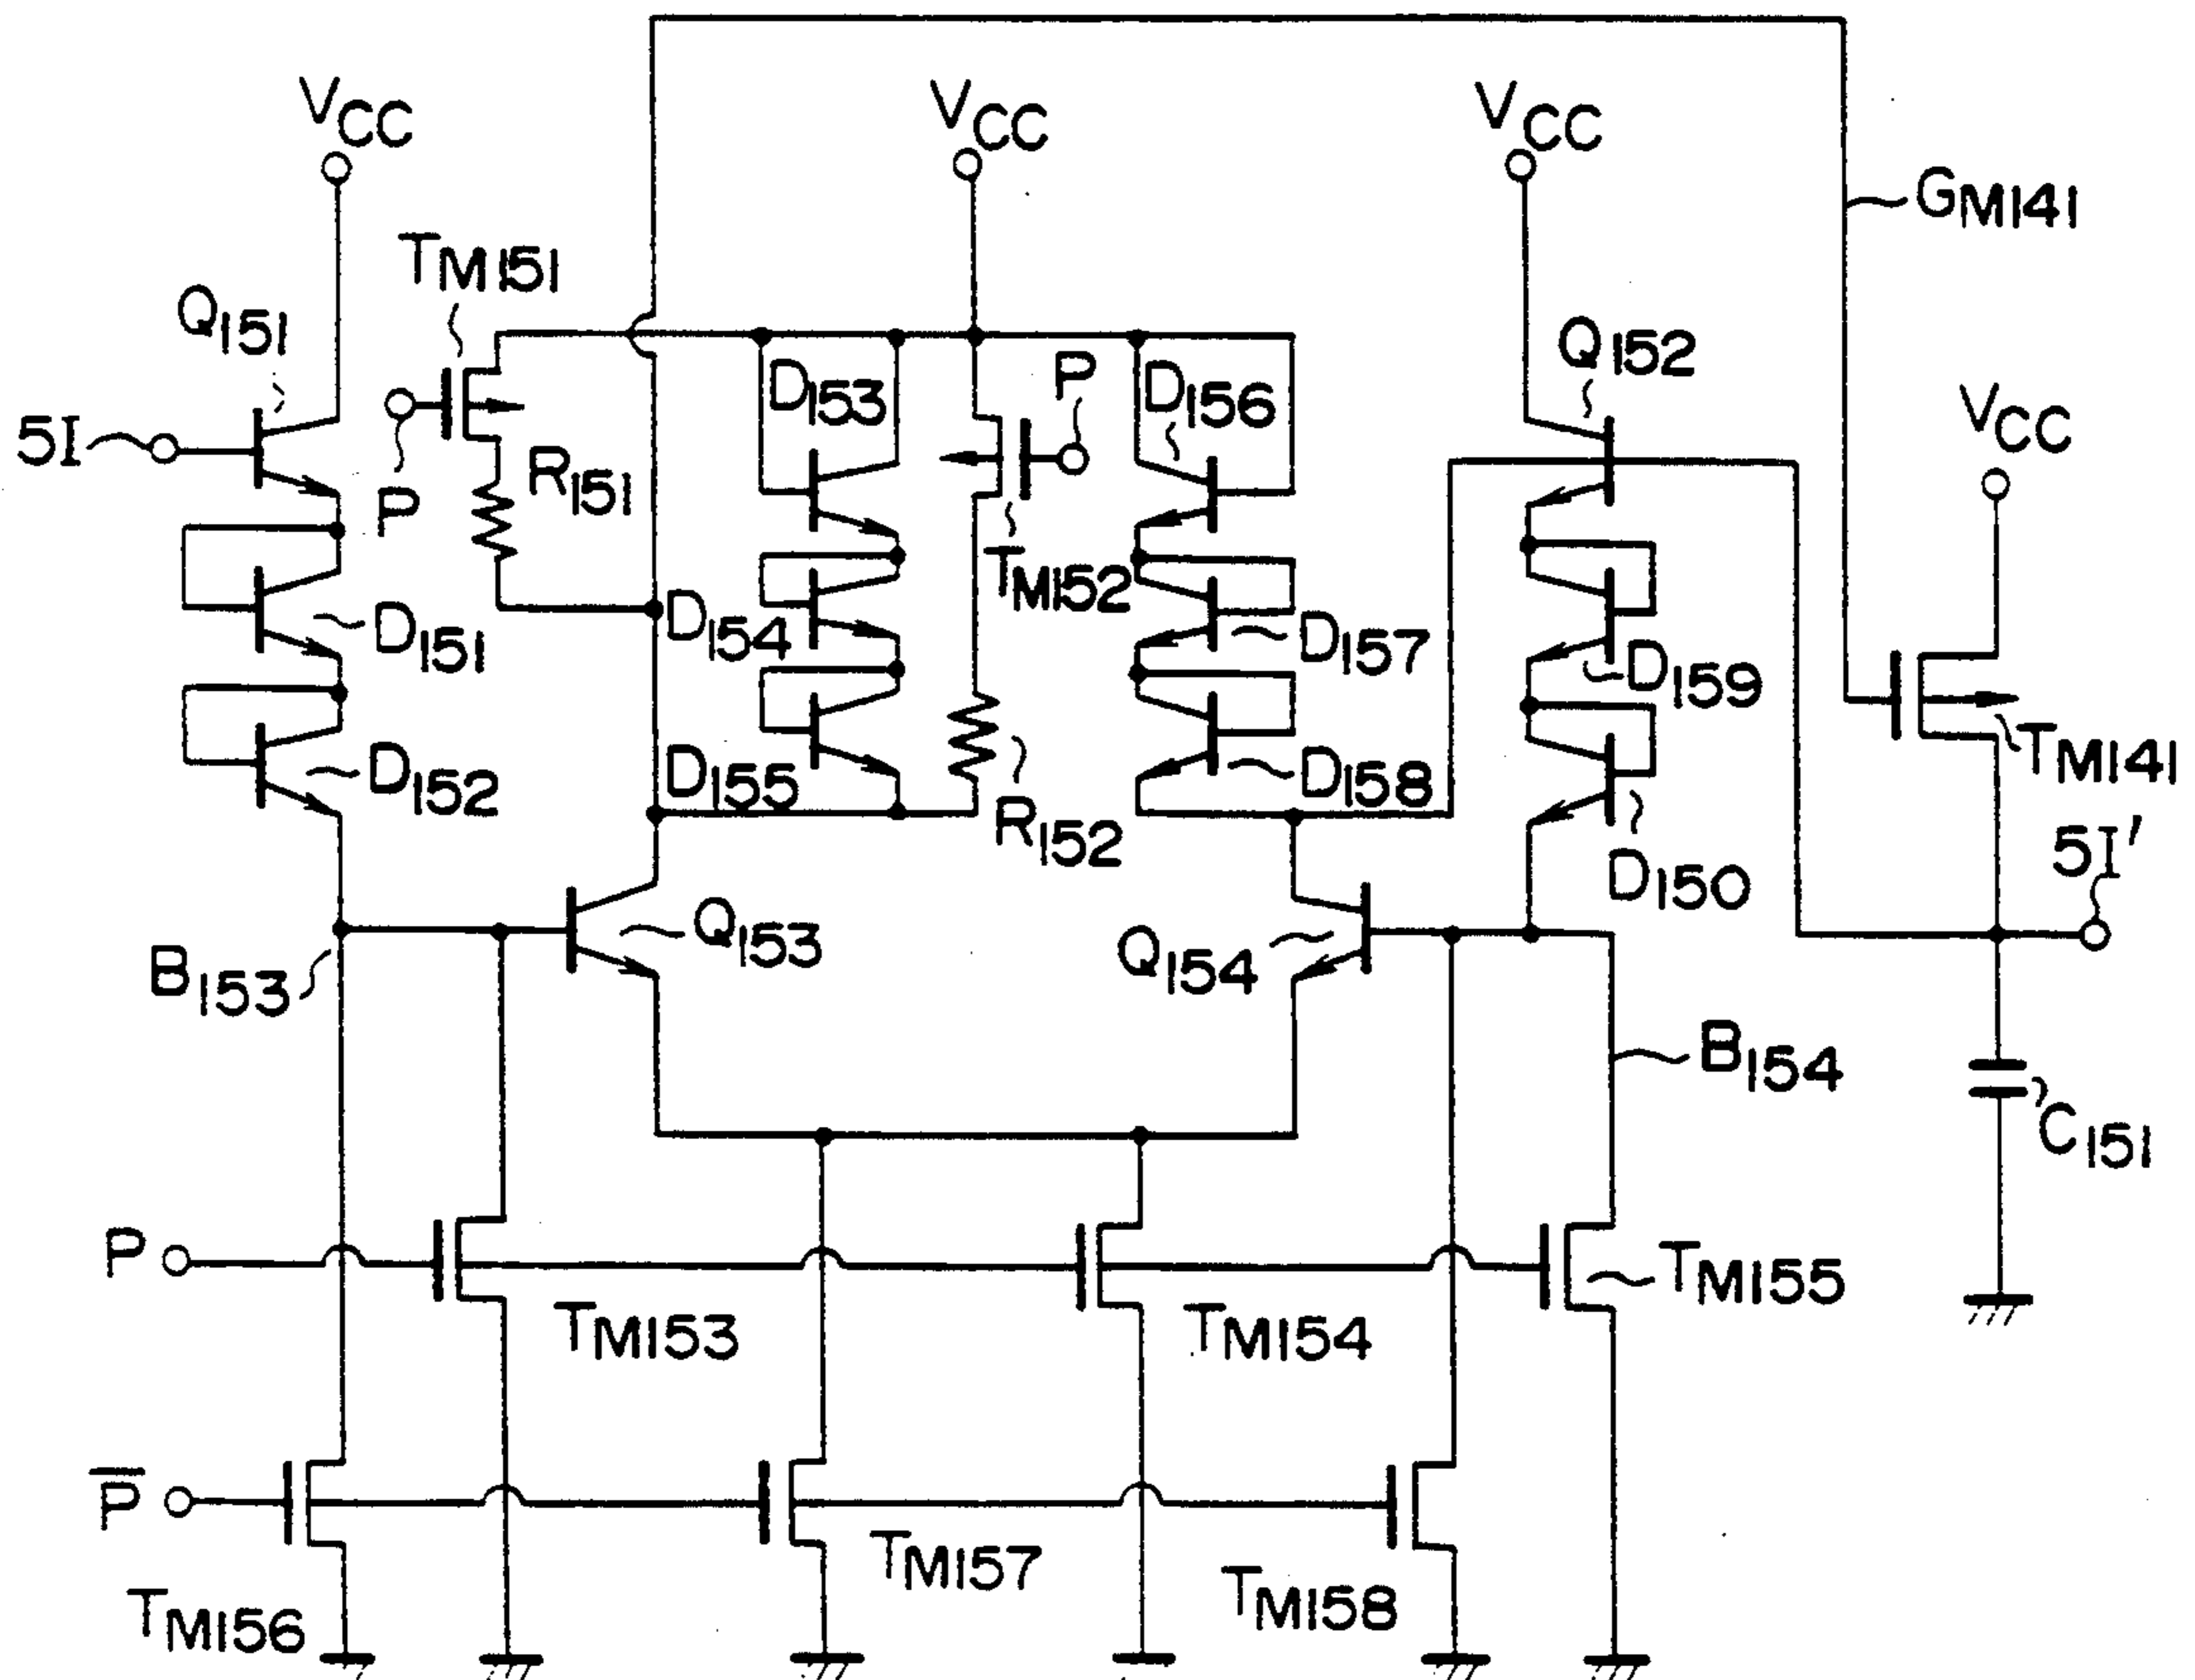 VCC
VCC
VCC
GM141
TM151
Q151
D153
P
D156
Q152
VCC
5I
P
R151
TM152
D151
D154
D157
D159
TM141
D152
D155
R152
D158
D150
5I'
B153
Q153
Q154
B154
C151
P
TM153
TM154
TM155
P̅
TM156
TM157
TM158